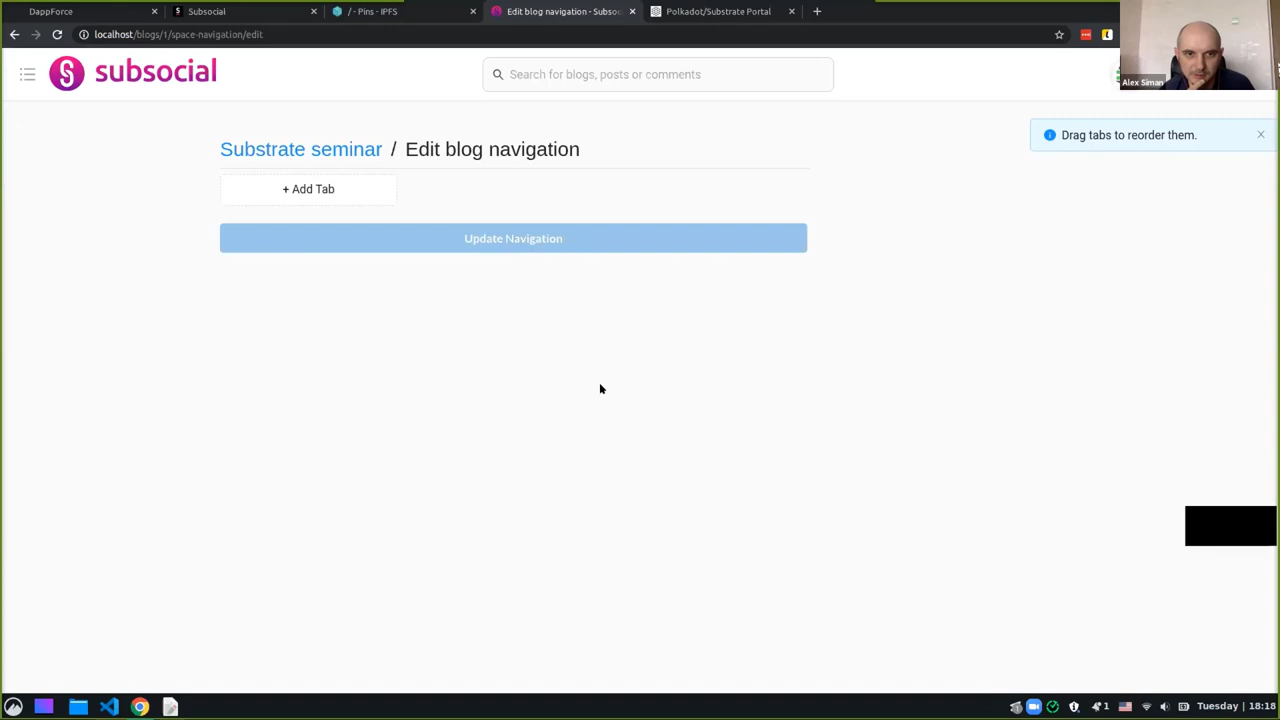 DappForce
Subsocial
/ - Pins - IPFS
Edit blog navigation - Subsoc
Polkadot/Substrate Portal
localhost/blogs/1/space-navigation/edit
subsocial
Search for blogs, posts or comments
Alex Siman
Drag tabs to reorder them.
Substrate seminar / Edit blog navigation
+ Add Tab
Update Navigation
1
Tuesday | 18:18